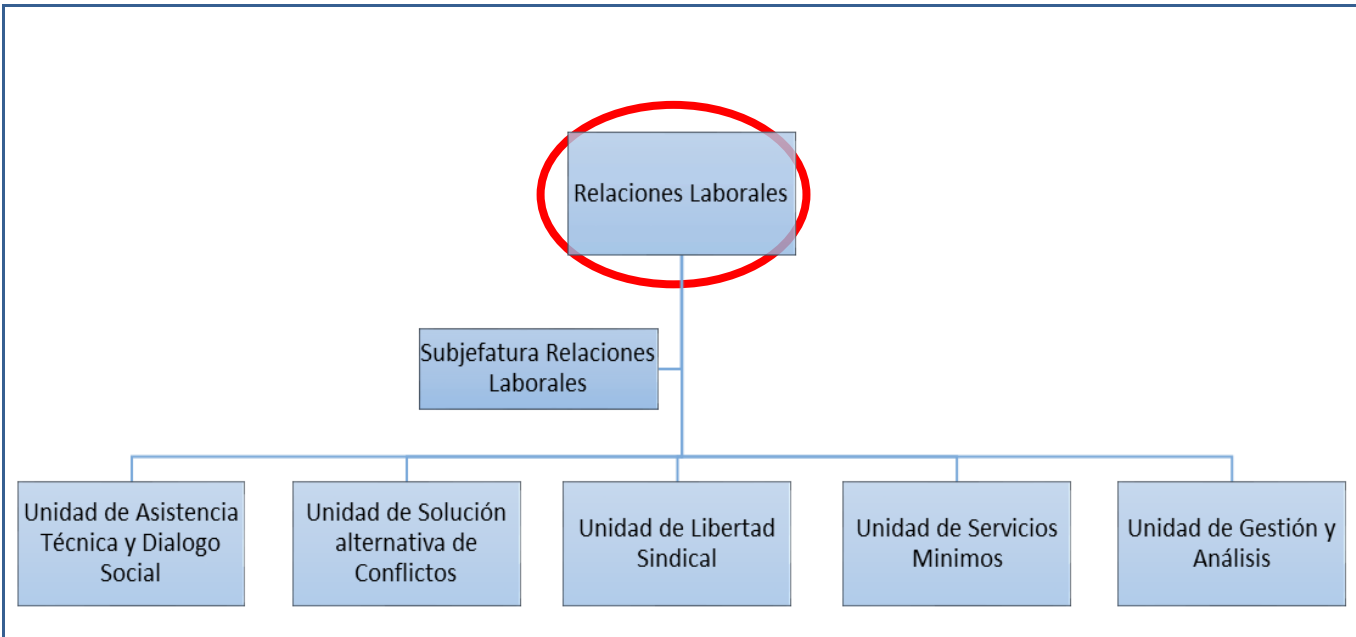 Relaciones Laborales
Subjefatura Relaciones
Laborales
Unidad de Asistencia
Técnica y Dialogo
Social
Unidad de Solución
alternativa de
Conflictos
Unidad de Libertad
Sindical
Unidad de Servicios
Minimos
Unidad de Gestión y
Análisis